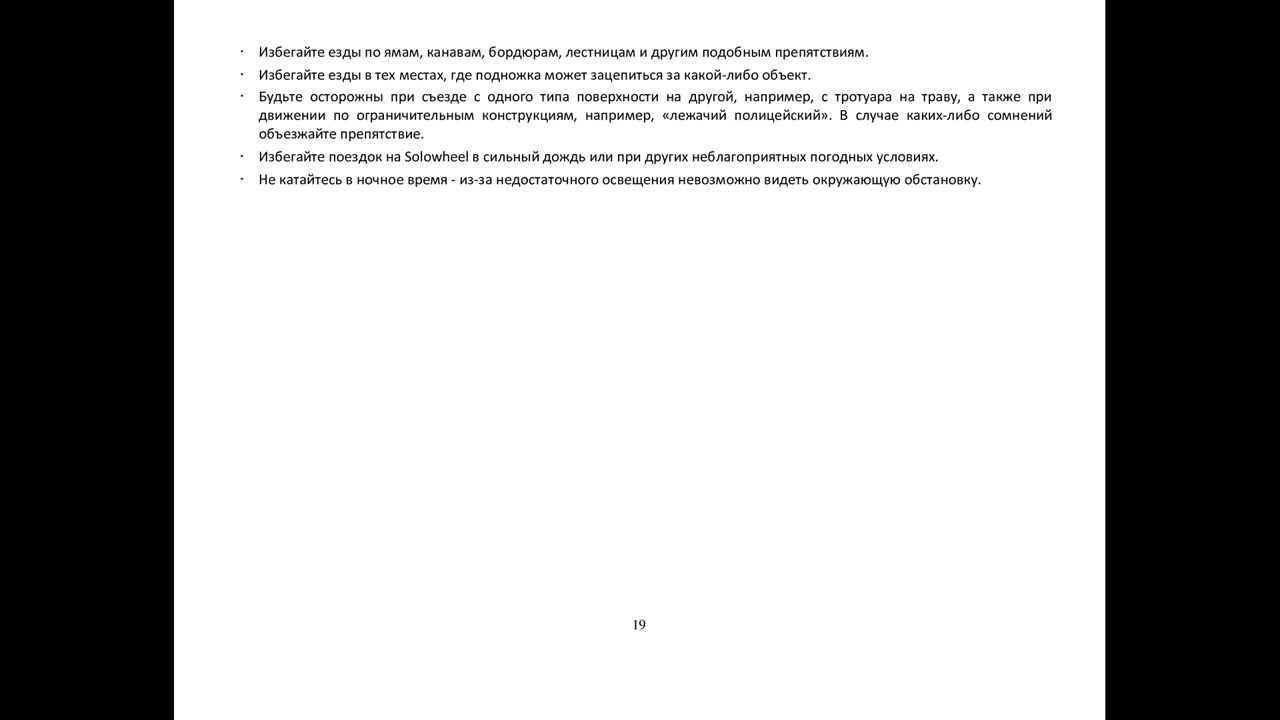 · Избегайте езды по ямам, канавам, бордюрам, лестницам и другим подобным препятствиям.
· Избегайте езды в тех местах, где подножка может зацепиться за какой-либо объект.
· Будьте осторожны при съезде с одного типа поверхности на другой, например, с тротуара на траву, а также при
движении по ограничительным конструкциям, например, «лежачий полицейский». В случае каких-либо сомнений
объезжайте препятствие.
· Избегайте поездок на Solowheel в сильный дождь или при других неблагоприятных погодных условиях.
· Не катайтесь в ночное время - из-за недостаточного освещения невозможно видеть окружающую обстановку.
19